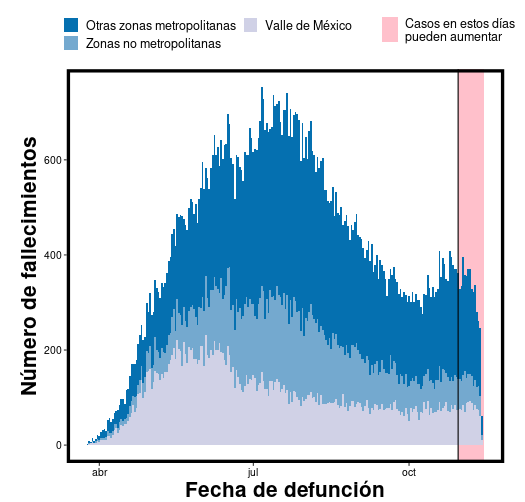 Otras zonas metropolitanas
Valle de México
Zonas no metropolitanas
Casos en estos días
pueden aumentar
Número de fallecimientos
600
400
200
0
abr
jul
oct
Fecha de defunción